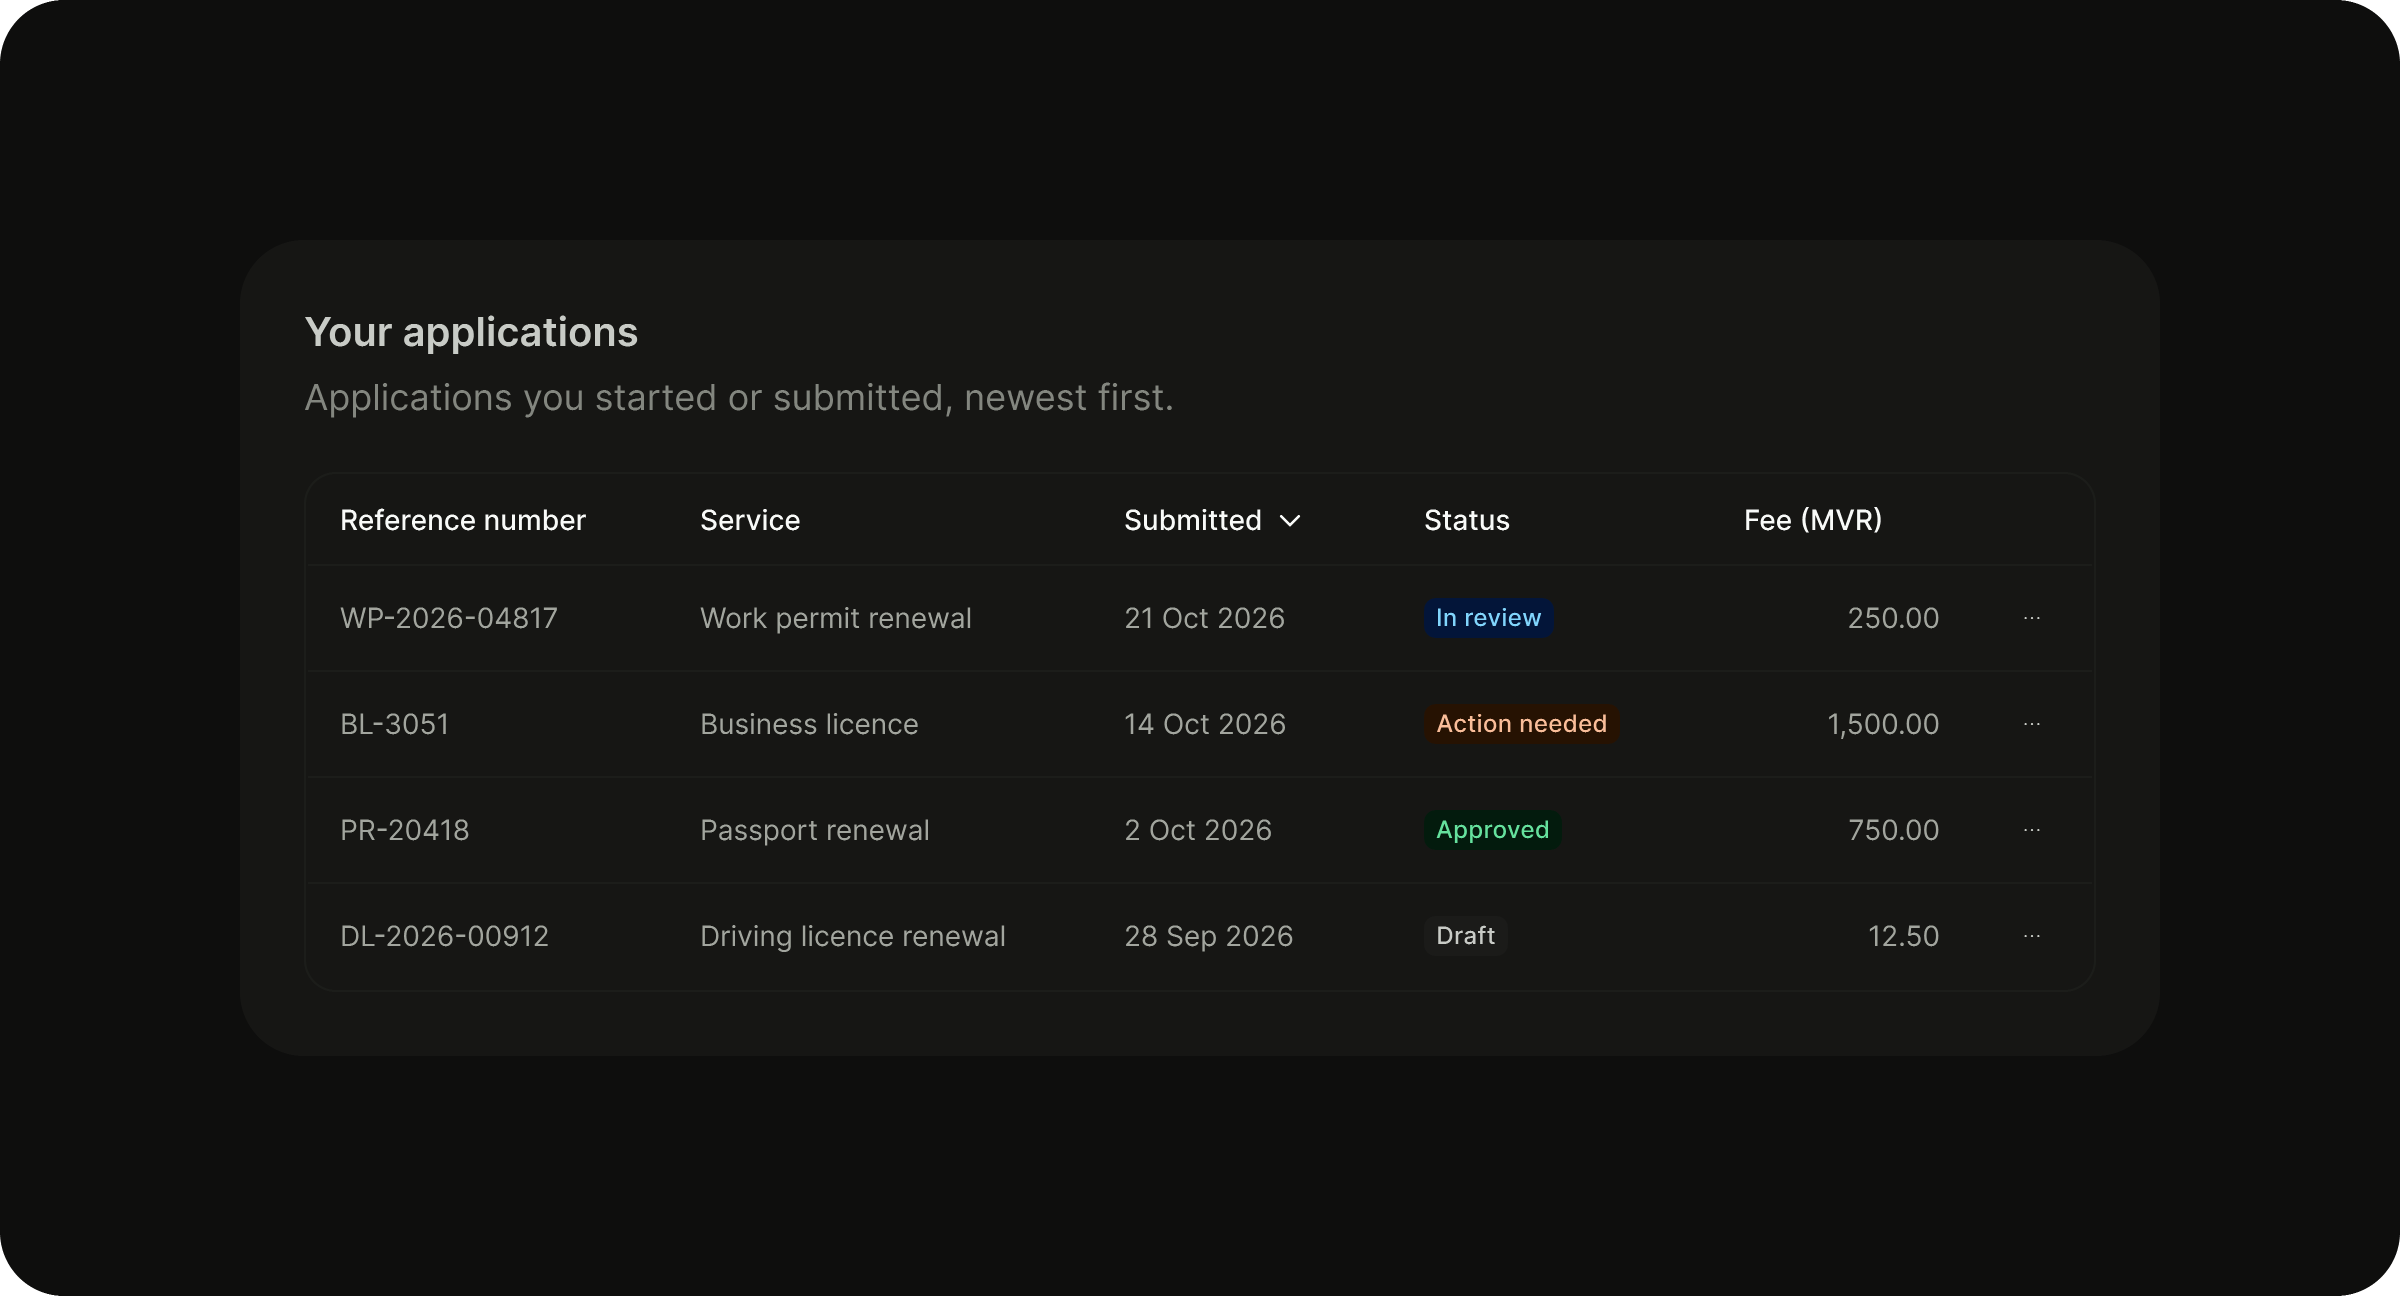 Your applications
Applications you started or submitted, newest first.
Reference number Service Submitted Status Fee (MVR)
WP-2026-04817 Work permit renewal 21 Oct 2026 In review 250.00 ...
BL-3051 Business licence 14 Oct 2026 Action needed 1,500.00 ...
PR-20418 Passport renewal 2 Oct 2026 Approved 750.00 ...
DL-2026-00912 Driving licence renewal 28 Sep 2026 Draft 12.50 ...